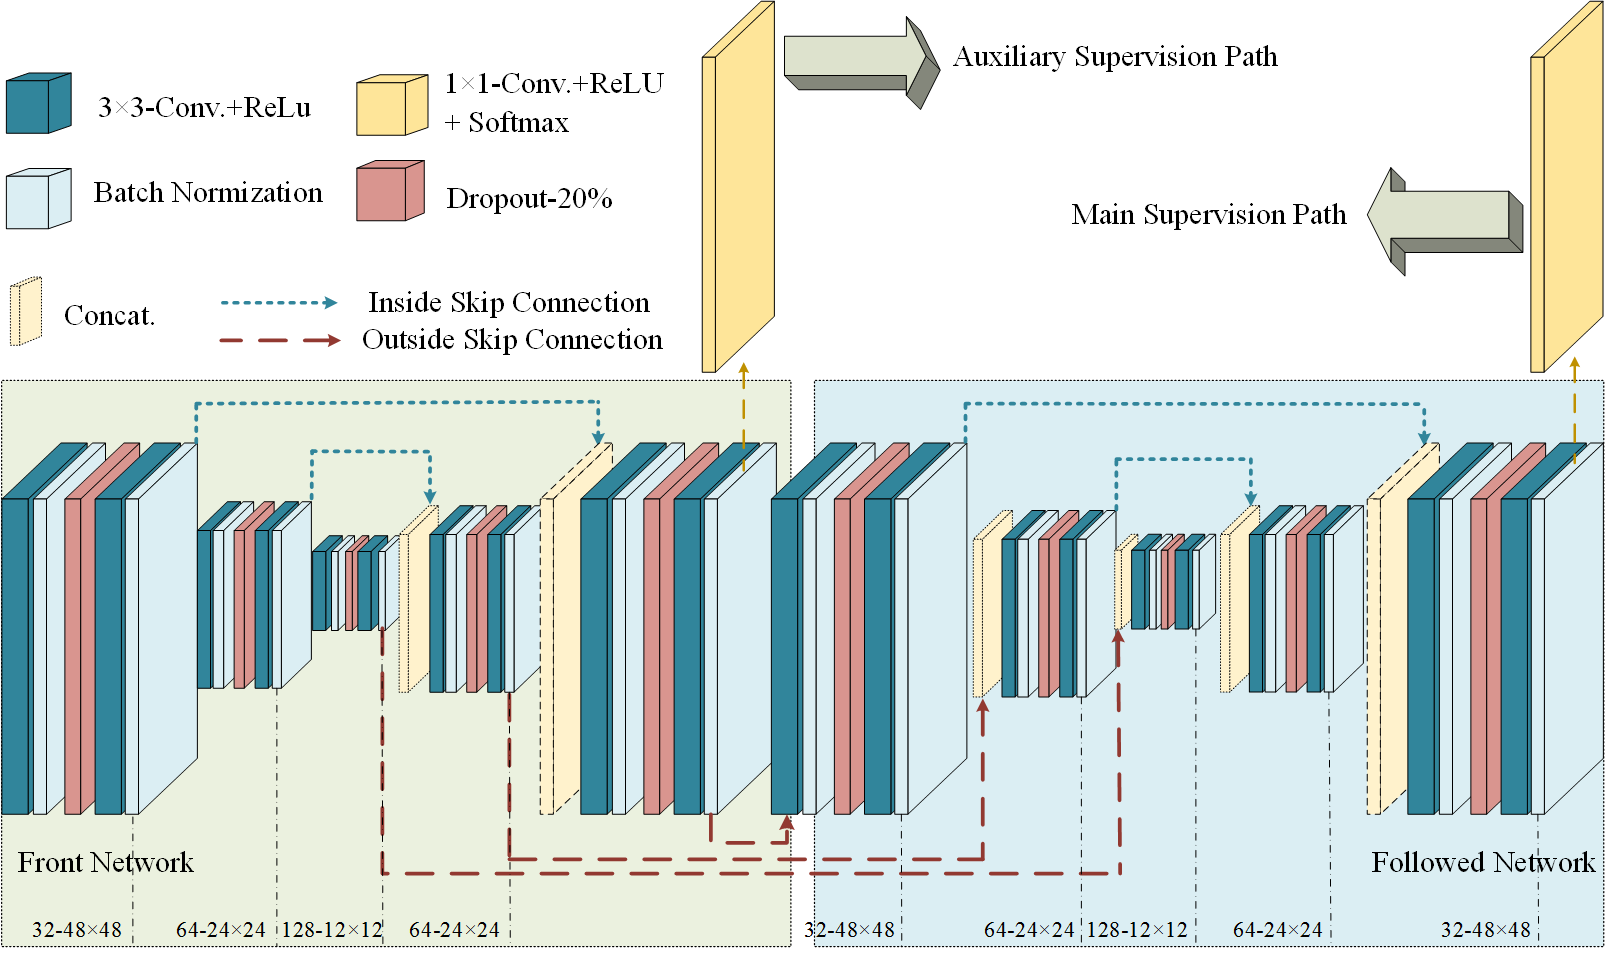 Auxiliary Supervision Path
3×3-Conv.+ReLu
1×1-Conv.+ReLU
+ Softmax
Batch Normization
Dropout-20%
Main Supervision Path
Concat.
Inside Skip Connection
Outside Skip Connection
Front Network
Followed Network
32-48×48
64-24×24
128-12×12
64-24×24
32-48×48
64-24×24
128-12×12
64-24×24
32-48×48